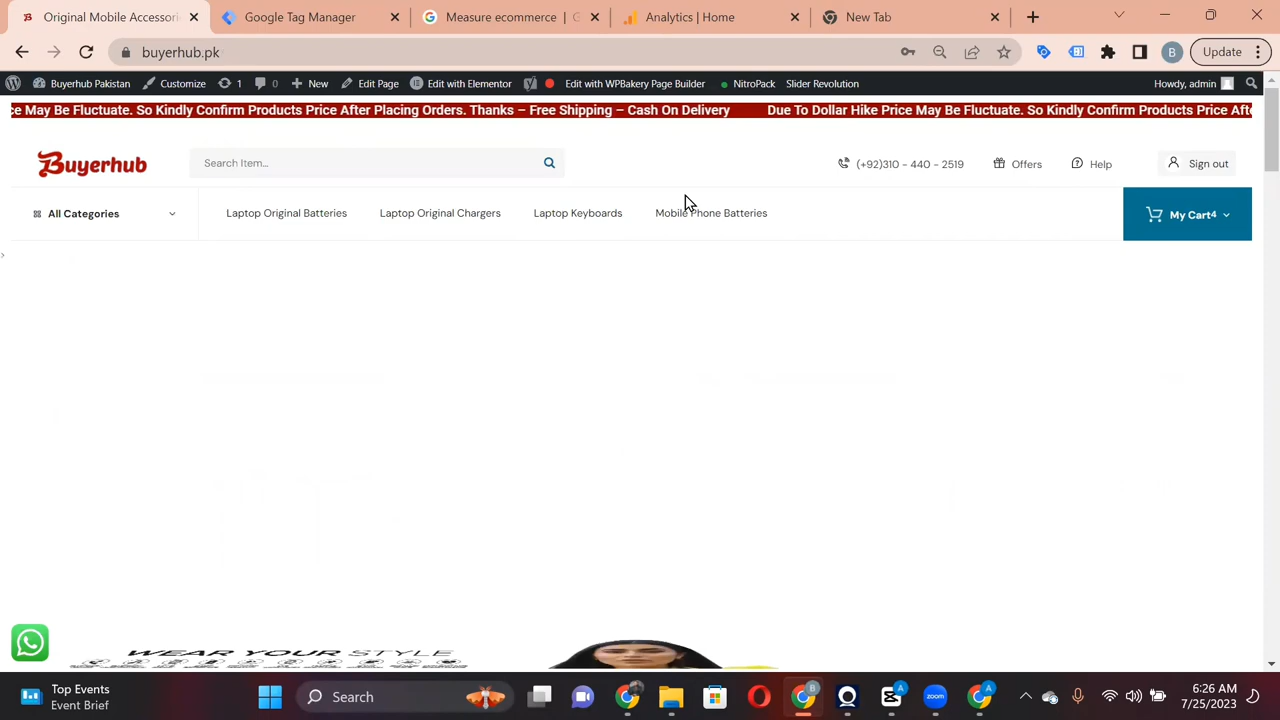 Original Mobile Accessori
Google Tag Manager
Measure ecommerce | G
Analytics | Home
New Tab
buyerhub.pk
B
Update
Buyerhub Pakistan
Customize
1
0
New
Edit Page
Edit with Elementor
Edit with WPBakery Page Builder
NitroPack
Slider Revolution
Howdy, admin
ce May Be Fluctuate. So Kindly Confirm Products Price After Placing Orders. Thanks – Free Shipping – Cash On Delivery Due To Dollar Hike Price May Be Fluctuate. So Kindly Confirm Products Price Afte
Buyerhub
Search Item...
(+92)310 - 440 - 2519
Offers
Help
Sign out
All Categories
Laptop Original Batteries
Laptop Original Chargers
Laptop Keyboards
Mobile Phone Batteries
My Cart4
>
WEAR YOUR STYLE
Top Events
Event Brief
Search
zoom
6:26 AM
7/25/2023